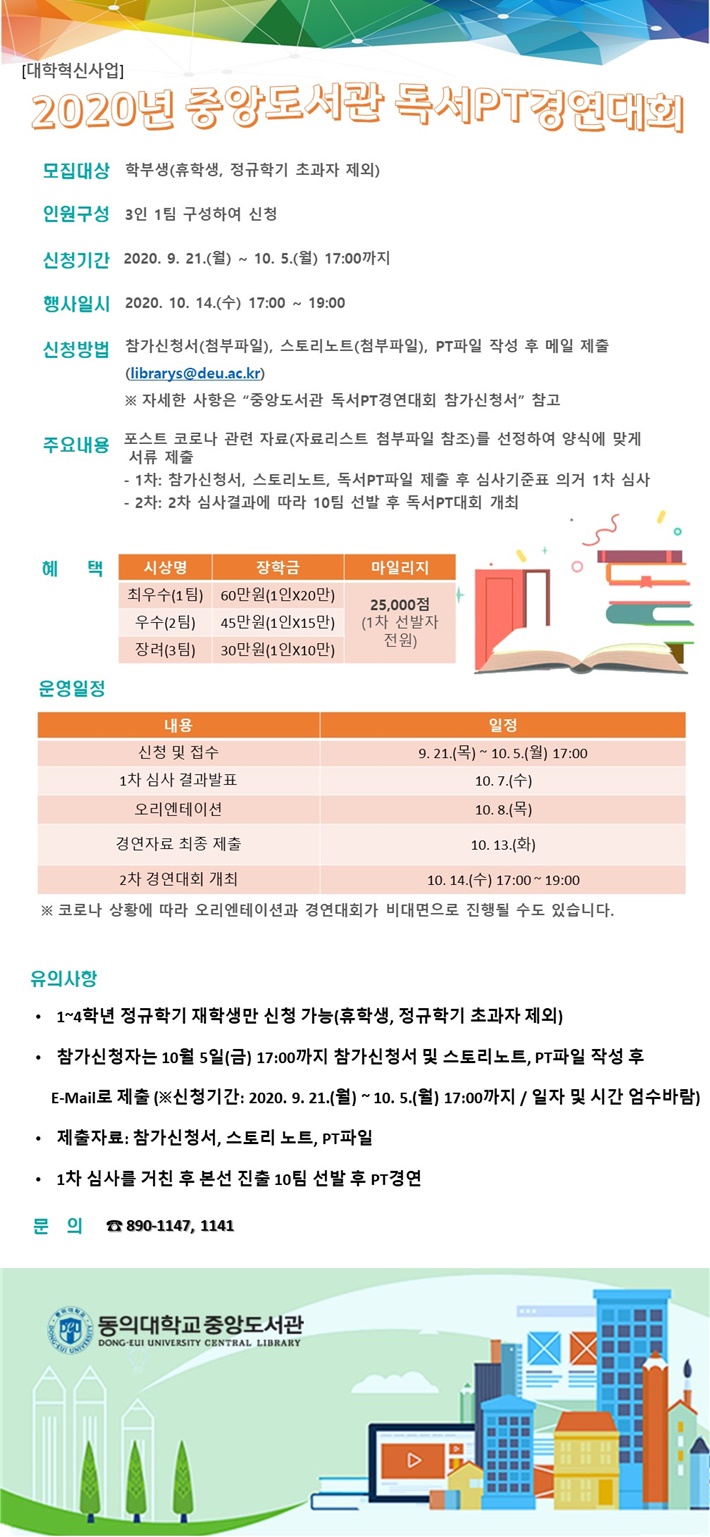 [대학혁신사업]
2020년 중앙도서관 독서PT경연대회
모집대상 학부생(휴학생, 정규학기 초과자 제외)
인원구성 3인 1팀 구성하여 신청
신청기간 2020. 9. 21.(월) ~ 10. 5.(월) 17:00까지
행사일시 2020. 10. 14.(수) 17:00 ~ 19:00
신청방법 참가신청서(첨부파일), 스토리노트(첨부파일), PT파일 작성 후 메일 제출
(librarys@deu.ac.kr)
※ 자세한 사항은 “중앙도서관 독서PT경연대회 참가신청서” 참고
주요내용 포스트 코로나 관련 자료(자료리스트 첨부파일 참조)를 선정하여 양식에 맞게
서류 제출
- 1차: 참가신청서, 스토리노트, 독서PT파일 제출 후 심사기준표 의거 1차 심사
- 2차: 2차 심사결과에 따라 10팀 선발 후 독서PT대회 개최
혜 택
시상명 장학금 마일리지
최우수(1팀) 60만원(1인X20만)
우수(2팀) 45만원(1인X15만)
장려(3팀) 30만원(1인X10만)
25,000점
(1차 선발자
전원)
운영일정
내용 일정
신청 및 접수 9. 21.(목) ~ 10. 5.(월) 17:00
1차 심사 결과발표 10. 7.(수)
오리엔테이션 10. 8.(목)
경연자료 최종 제출 10. 13.(화)
2차 경연대회 개최 10. 14.(수) 17:00 ~ 19:00
※ 코로나 상황에 따라 오리엔테이션과 경연대회가 비대면으로 진행될 수도 있습니다.
유의사항
• 1~4학년 정규학기 재학생만 신청 가능(휴학생, 정규학기 초과자 제외)
• 참가신청자는 10월 5일(금) 17:00까지 참가신청서 및 스토리노트, PT파일 작성 후
E-Mail로 제출 (※신청기간: 2020. 9. 21.(월) ~ 10. 5.(월) 17:00까지 / 일자 및 시간 엄수바람)
• 제출자료: 참가신청서, 스토리 노트, PT파일
• 1차 심사를 거친 후 본선 진출 10팀 선발 후 PT경연
문 의 ☎ 890-1147, 1141
동의대학교 중앙도서관
DONG-EUI UNIVERSITY CENTRAL LIBRARY